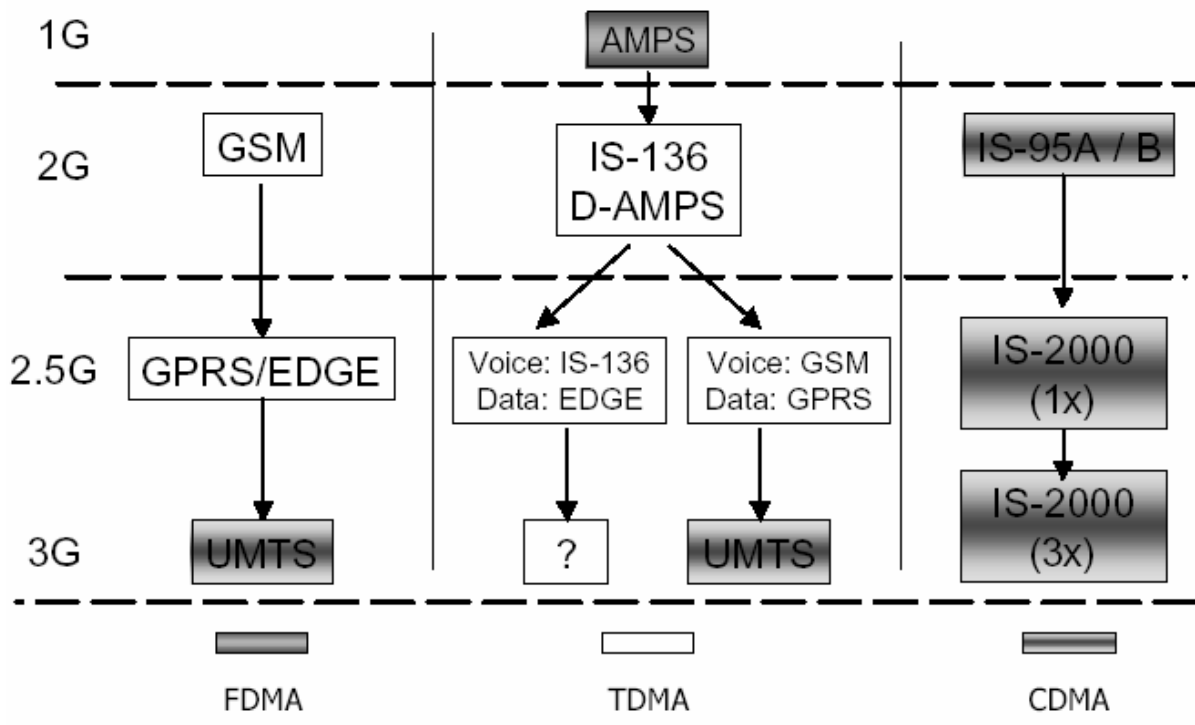 1G
AMPS
2G
GSM
IS-136
D-AMPS
IS-95A / B
2.5G
GPRS/EDGE
Voice: IS-136
Data: EDGE
Voice: GSM
Data: GPRS
IS-2000
(1x)
3G
UMTS
?
UMTS
IS-2000
(3x)
FDMA
TDMA
CDMA